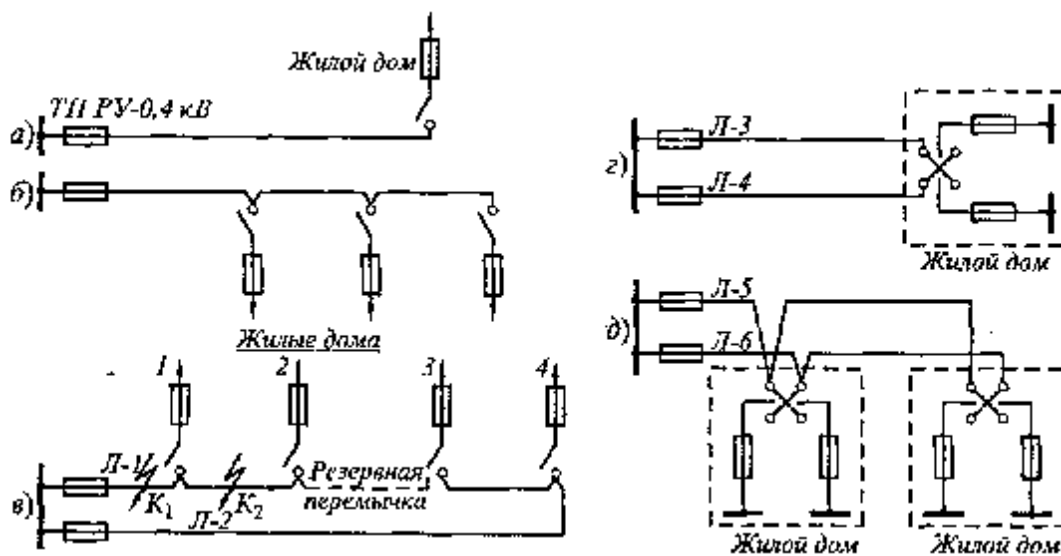 Жилой дом
ТП РУ-0,4 кВ
а)
б)
Жилые дома
1 2 3 4
Л-1
Резервная
перемычка
К1 К2
Л-2
в)
Л-3
г)
Л-4
Жилой дом
Л-5
д)
Л-6
Жилой дом Жилой дом